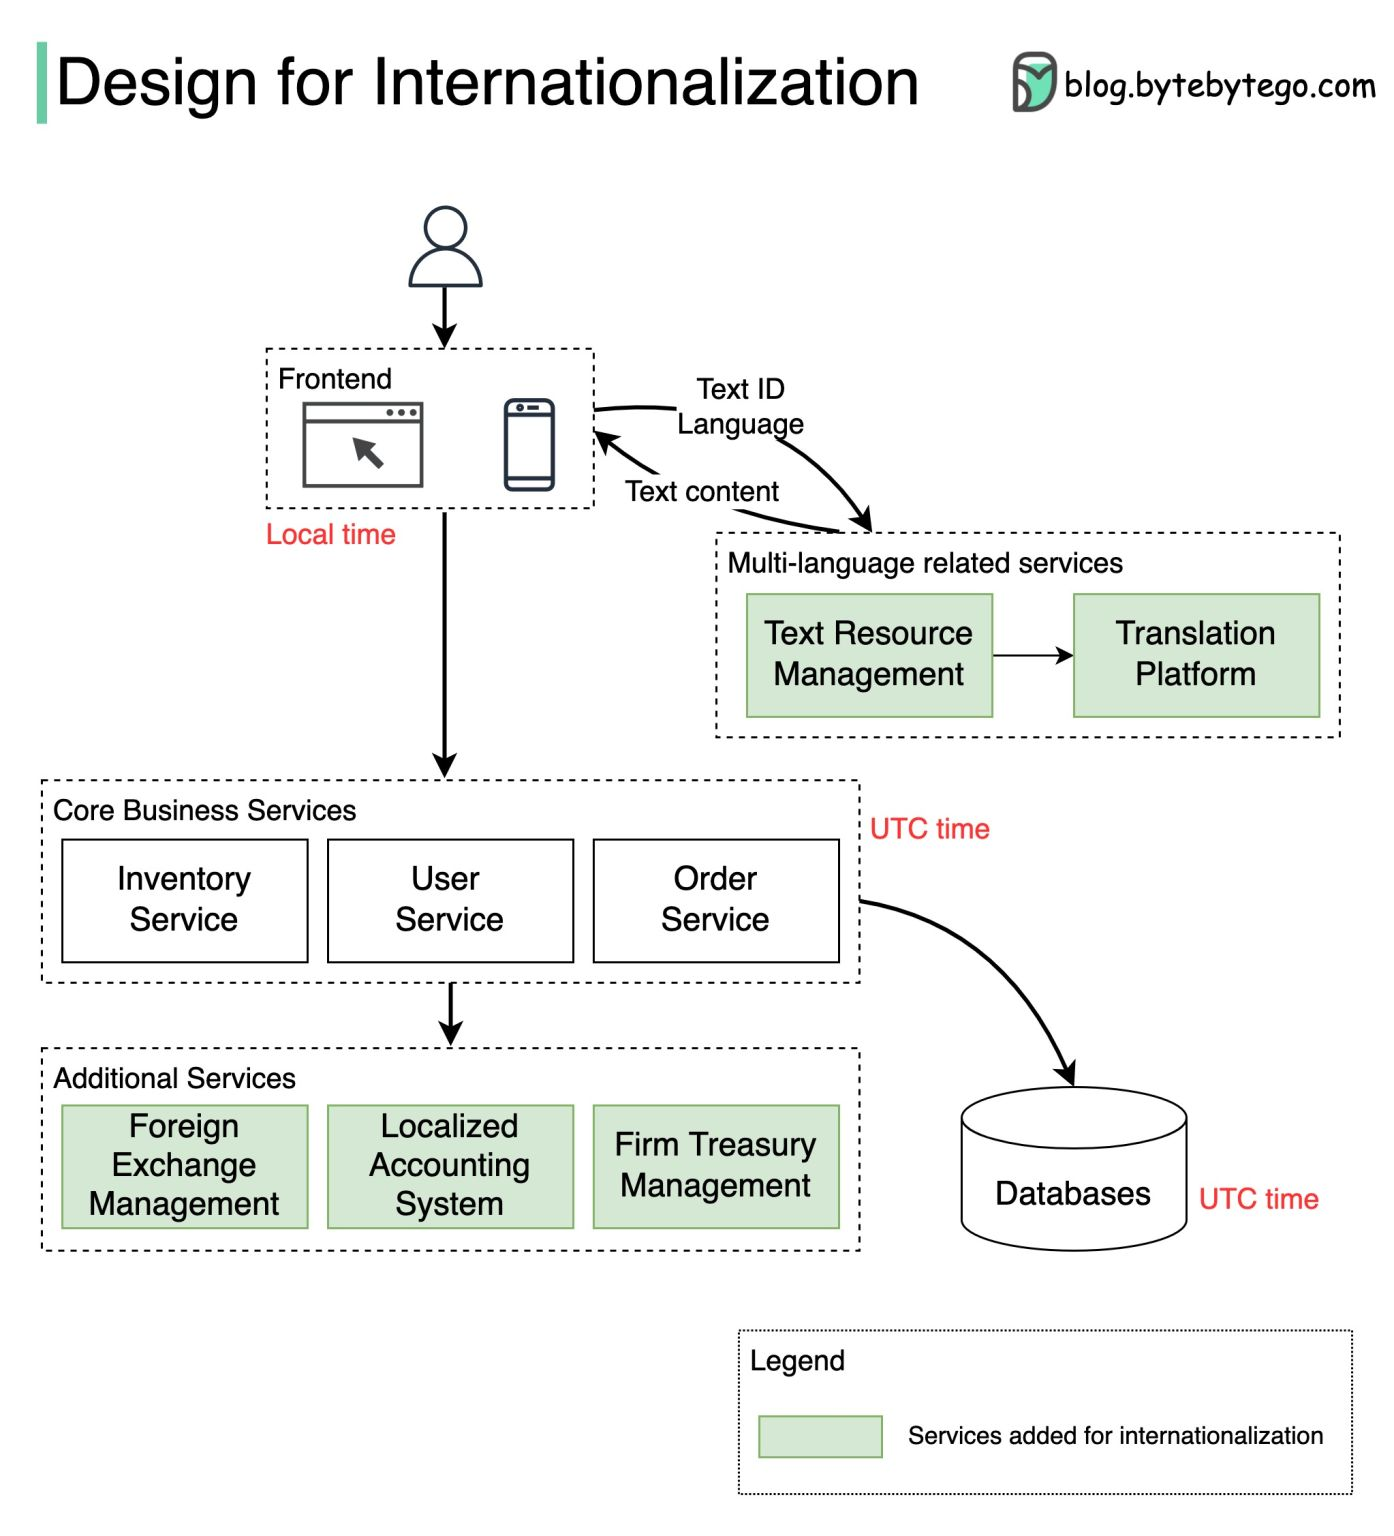 Design for Internationalization
blog.bytebytego.com
Frontend
Text ID
Language
Text content
Local time
Multi-language related services
Text Resource
Management
Translation
Platform
Core Business Services
UTC time
Inventory
Service
User
Service
Order
Service
Additional Services
Foreign
Exchange
Management
Localized
Accounting
System
Firm Treasury
Management
Databases
UTC time
Legend
Services added for internationalization